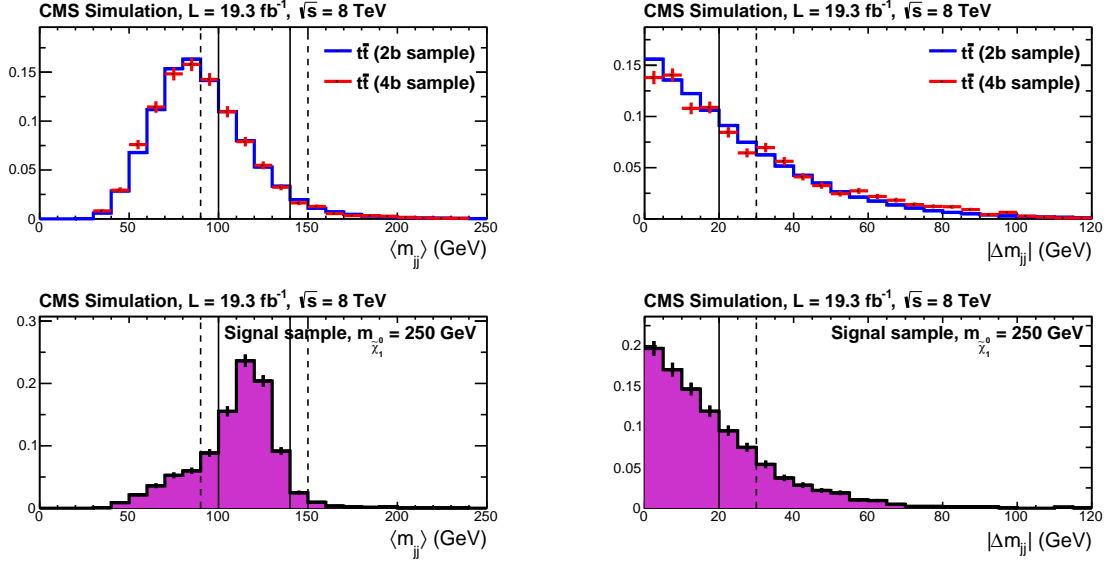 CMS Simulation, L = 19.3 fb⁻¹, √s = 8 TeV
tt̄ (2b sample)
tt̄ (4b sample)
0.15
0.1
0.05
0
0 50 100 150 200 250
⟨m_jj⟩ (GeV)
CMS Simulation, L = 19.3 fb⁻¹, √s = 8 TeV
tt̄ (2b sample)
tt̄ (4b sample)
0.2
0.15
0.1
0.05
0
0 20 40 60 80 100 120
|Δm_jj| (GeV)
CMS Simulation, L = 19.3 fb⁻¹, √s = 8 TeV
Signal sample, m_χ̃⁰₁ = 250 GeV
0.3
0.2
0.1
0
0 50 100 150 200 250
⟨m_jj⟩ (GeV)
CMS Simulation, L = 19.3 fb⁻¹, √s = 8 TeV
Signal sample, m_χ̃⁰₁ = 250 GeV
0.2
0.15
0.1
0.05
0
0 20 40 60 80 100 120
|Δm_jj| (GeV)